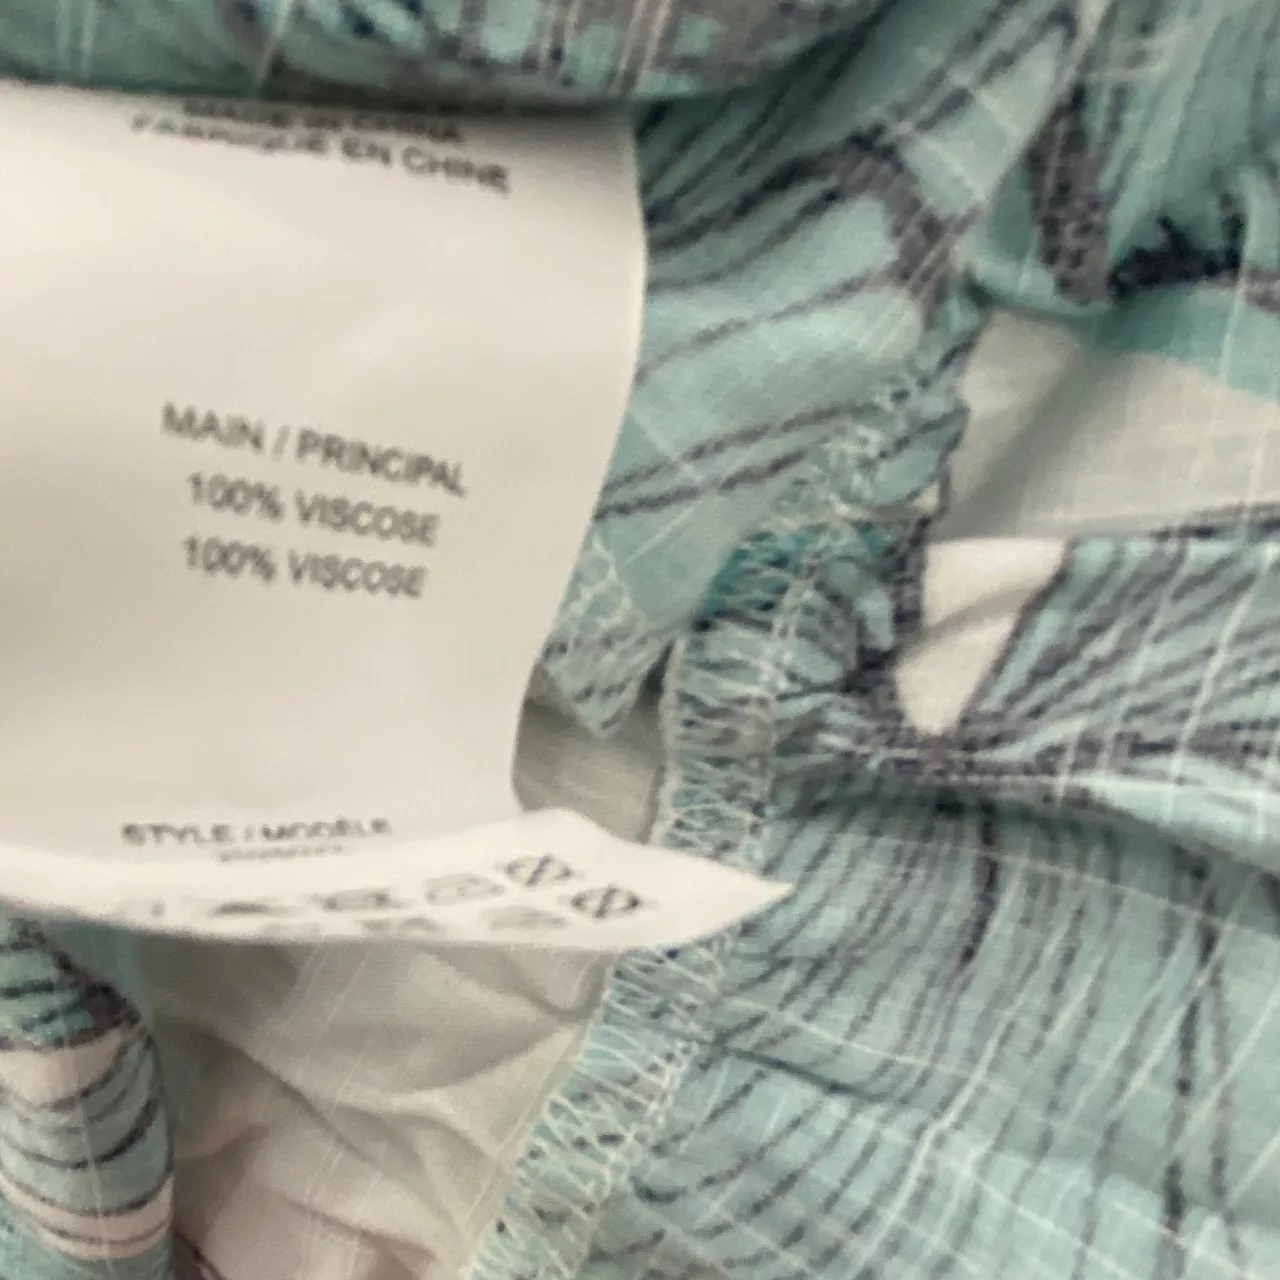 MADE IN CHINA
FABRIQUÉ EN CHINE
MAIN / PRINCIPAL
100% VISCOSE
100% VISCOSE
STYLE / MODÈLE